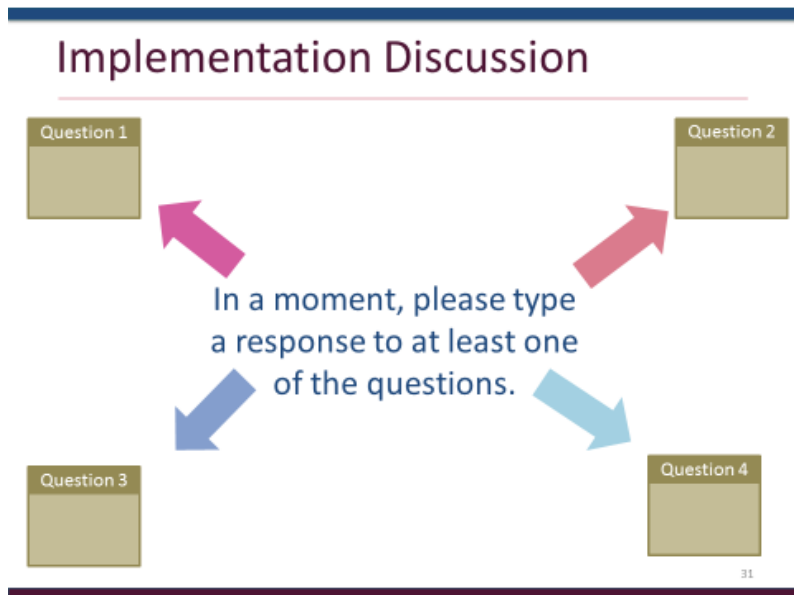 Implementation Discussion
Question 1
Question 2
In a moment, please type
a response to at least one
of the questions.
Question 3
Question 4
31